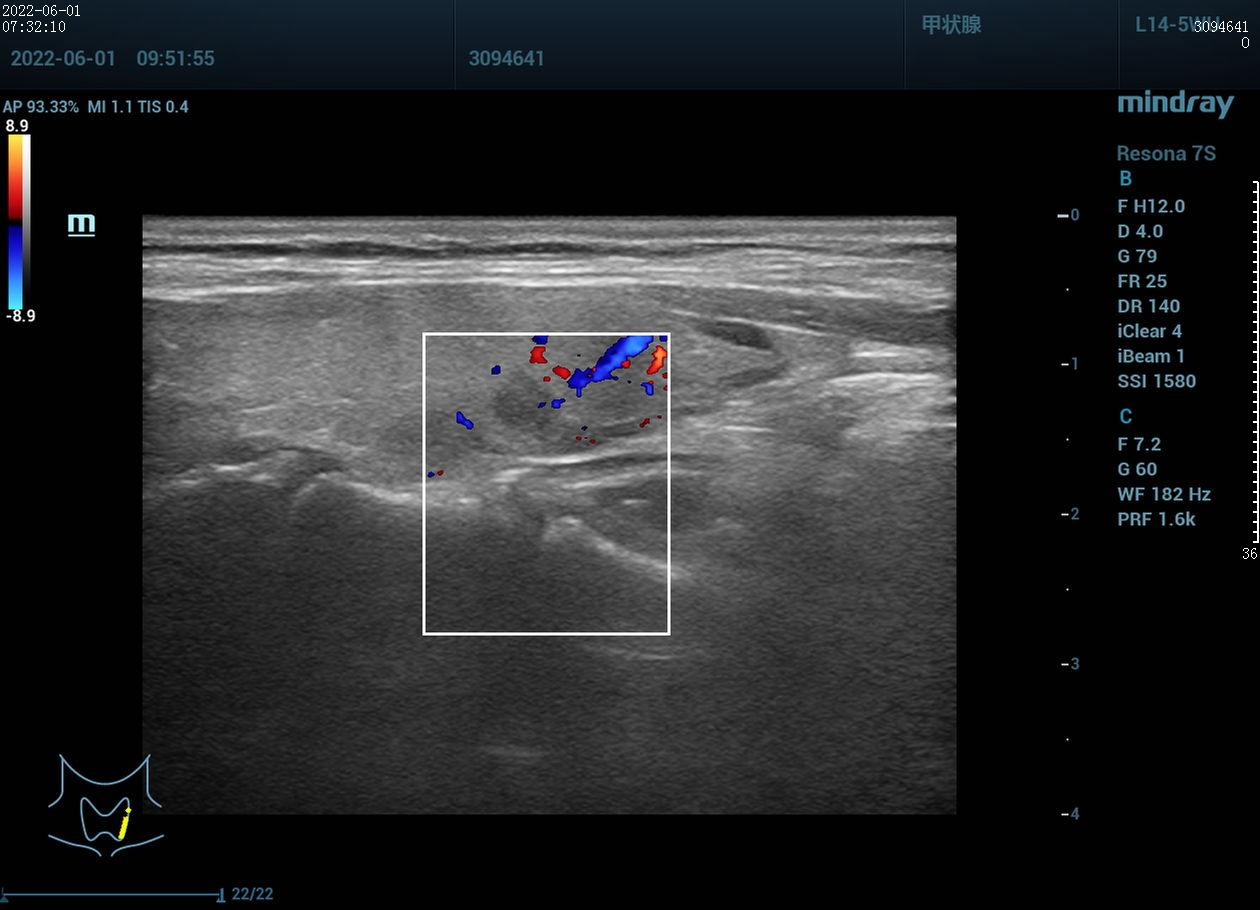 2022-06-01
07:32:10
甲状腺
3094641
0
2022-06-01 09:51:55
3094641
AP 93.33% MI 1.1 TIS 0.4
mindray
8.9
-8.9
m
Resona 7S
B
F H12.0
D 4.0
G 79
FR 25
DR 140
iClear 4
iBeam 1
SSI 1580
C
F 7.2
G 60
WF 182 Hz
PRF 1.6k
0
1
2
3
4
36
22/22